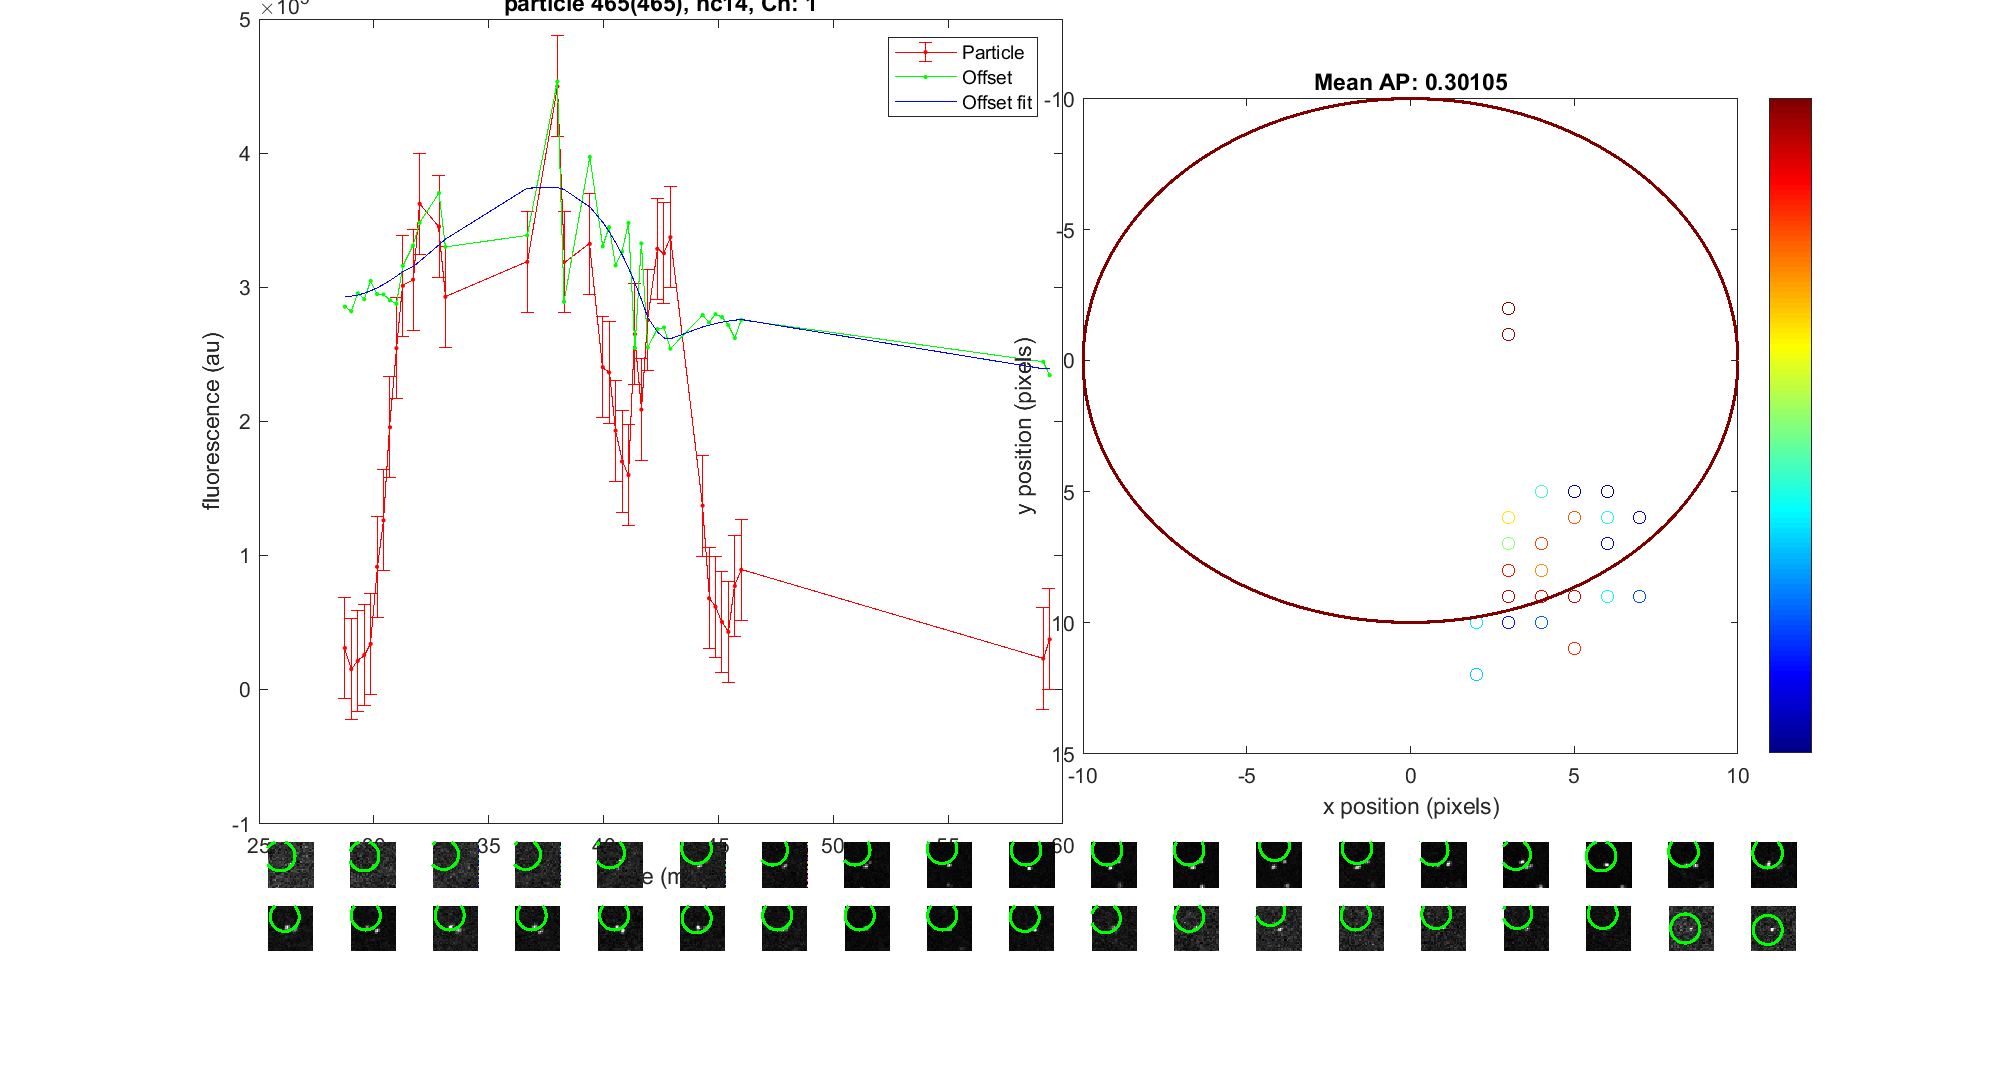 particle 465(465), nc14, Ch: 1
5
4
3
2
1
0
-1
fluorescence (au)
Particle
Offset
Offset fit
25
35
50
55
60
Mean AP: 0.30105
-10
-5
0
5
10
15
y position (pixels)
-10
-5
0
5
10
x position (pixels)